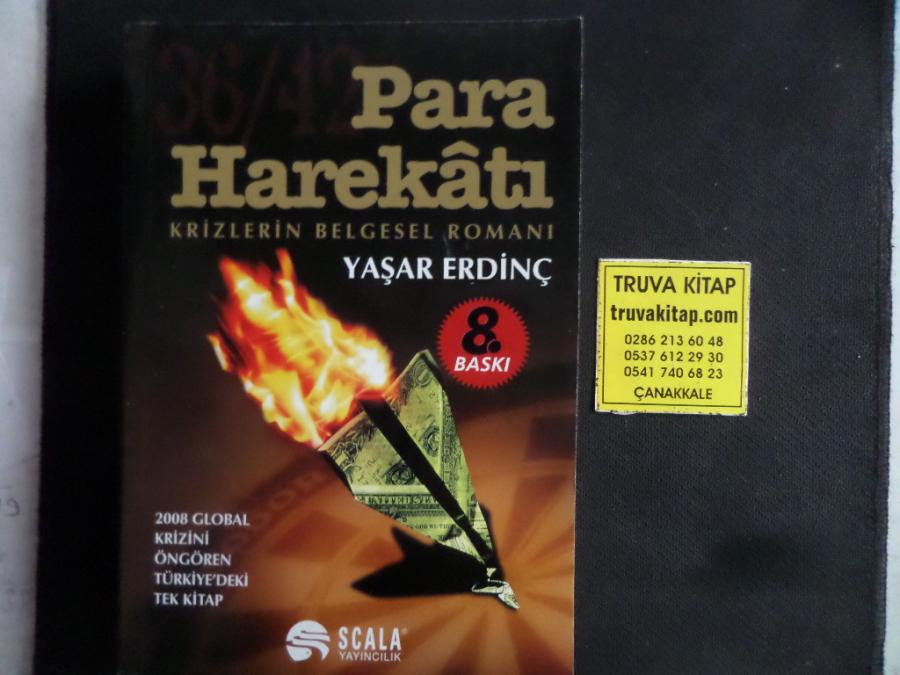 36/42 Para
Harekâtı
KRİZLERİN BELGESEL ROMANI
YAŞAR ERDİNÇ
8.
BASKI
UNITED STAT
2008 GLOBAL
KRİZİNİ
ÖNGÖREN
TÜRKİYE'DEKİ
TEK KİTAP
SCALA
YAYINCILIK
TRUVA KİTAP
truvakitap.com
0286 213 60 48
0537 612 29 30
0541 740 68 23
ÇANAKKALE